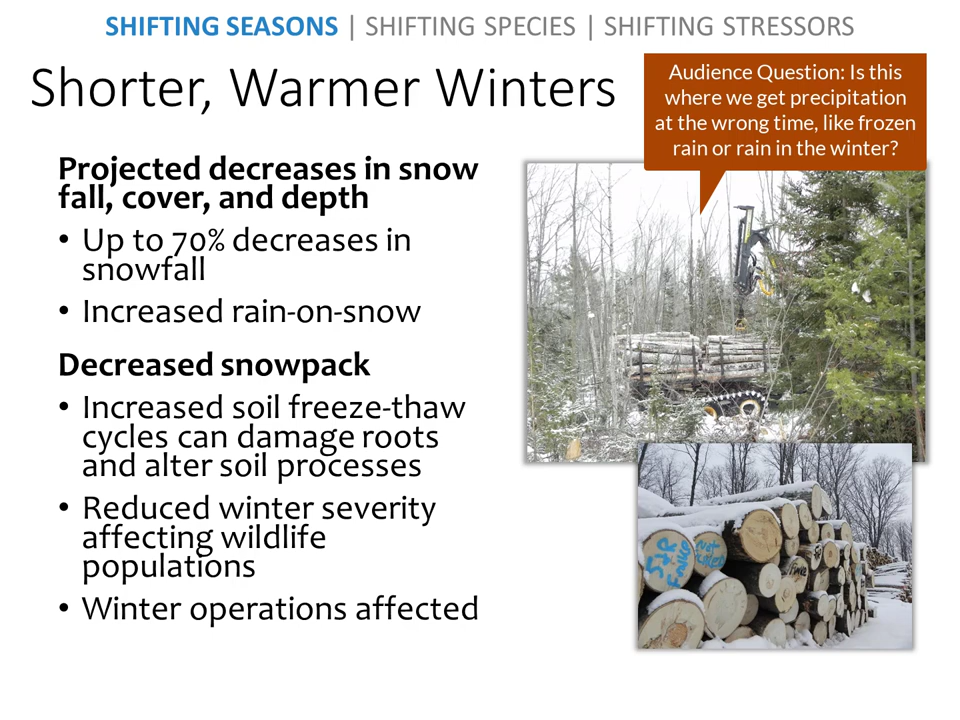 SHIFTING SEASONS | SHIFTING SPECIES | SHIFTING STRESSORS
Shorter, Warmer Winters
Audience Question: Is this
where we get precipitation
at the wrong time, like frozen
rain or rain in the winter?
Projected decreases in snow
fall, cover, and depth
• Up to 70% decreases in
snowfall
• Increased rain-on-snow
Decreased snowpack
• Increased soil freeze-thaw
cycles can damage roots
and alter soil processes
• Reduced winter severity
affecting wildlife
populations
• Winter operations affected